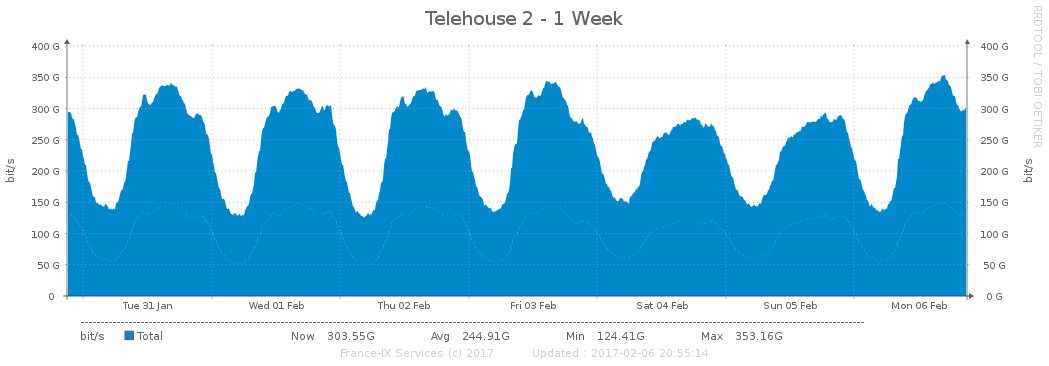 Telehouse 2 - 1 Week
RRDTOOL / TOBI OETIKER
400 G 400 G
350 G 350 G
300 G 300 G
250 G 250 G
200 G 200 G
150 G 150 G
100 G 100 G
50 G 50 G
0 0 G
bit/s
bit/s
Tue 31 Jan Wed 01 Feb Thu 02 Feb Fri 03 Feb Sat 04 Feb Sun 05 Feb Mon 06 Feb
bit/s Total Now 303.55G Avg 244.91G Min 124.41G Max 353.16G
France-IX Services (c) 2017 Updated : 2017-02-06 20:55:14